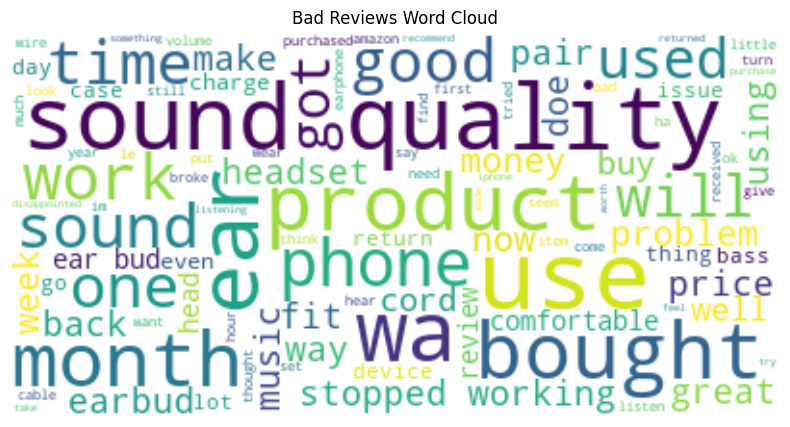 Bad Reviews Word Cloud
wire something volume purchased amazon recommend returned little
day time make got earphone good pair used turn
much case look still charge find first tried doe bad issue purchase
sound quality
year le put wear say ha ok using
work broke headset need money buy received will give
disappointed im listening ear product iphone made seem worth
sound think return now problem
ear bud even phone item come use thing bass
week go one head hear cord price
back want hour music fit way review comfortable well feel
month thought set wa device bought try
cable take earbud lot stopped working listen great